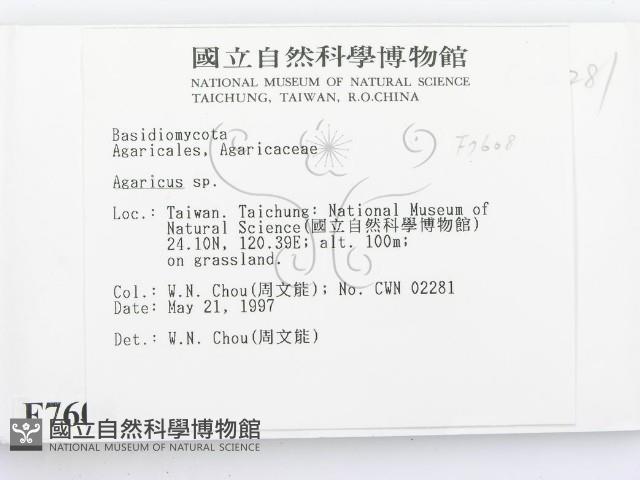 國立自然科學博物館
NATIONAL MUSEUM OF NATURAL SCIENCE
TAICHUNG, TAIWAN, R.O.CHINA
281
Basidiomycota
Agaricales, Agaricaceae
F7608
Agaricus sp.
Loc.: Taiwan. Taichung: National Museum of
Natural Science(國立自然科學博物館)
24.10N, 120.39E; alt. 100m;
on grassland.
Col.: W.N. Chou(周文能); No. CWN 02281
Date: May 21, 1997
Det.: W.N. Chou(周文能)
F760
國立自然科學博物館
NATIONAL MUSEUM OF NATURAL SCIENCE